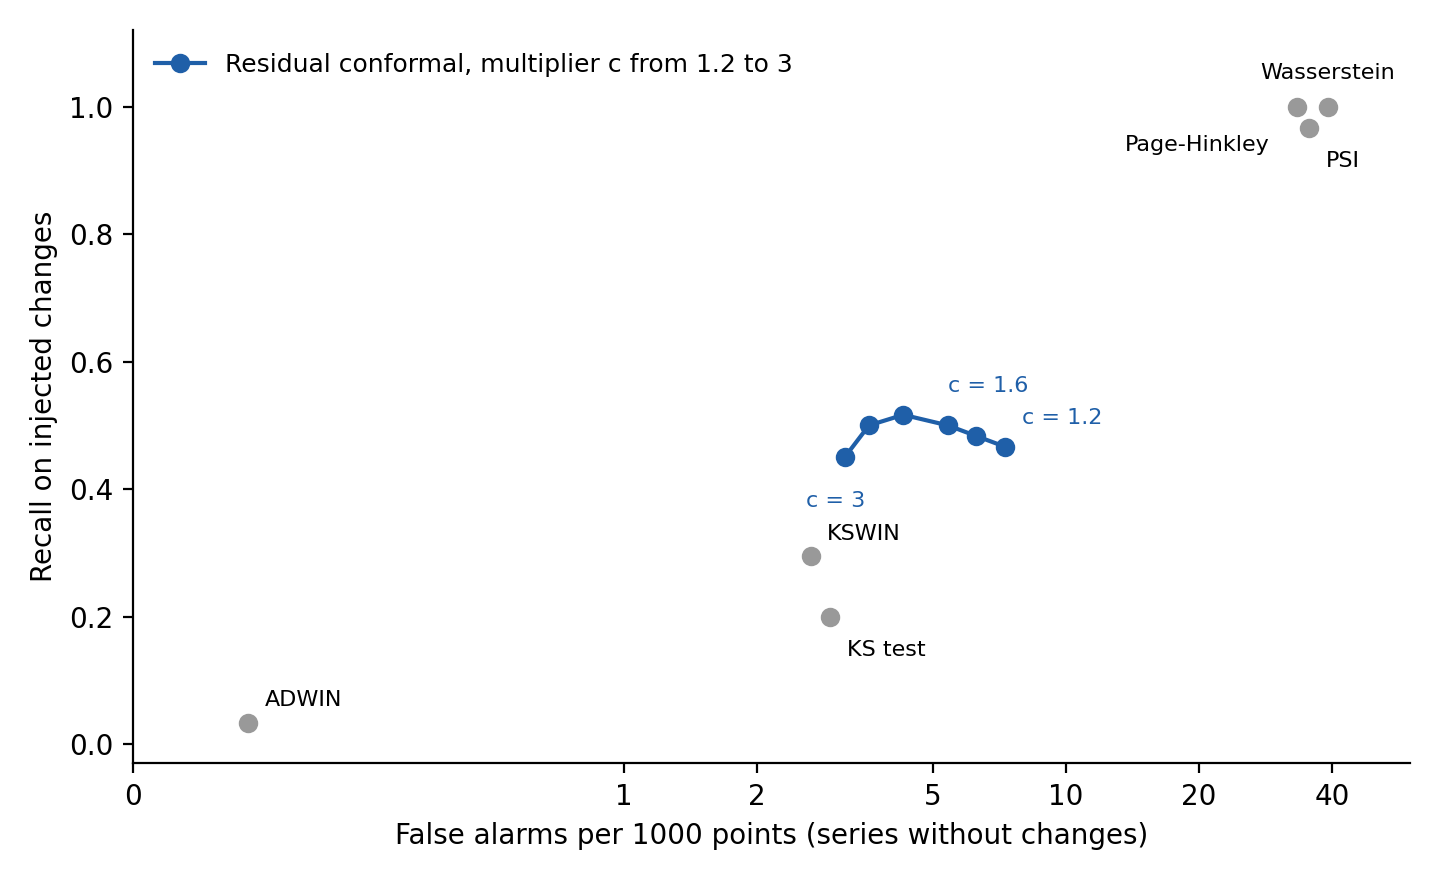 Residual conformal, multiplier c from 1.2 to 3
Wasserstein
Page-Hinkley
PSI
c = 1.6
c = 1.2
c = 3
KSWIN
KS test
ADWIN
Recall on injected changes
1.0
0.8
0.6
0.4
0.2
0.0
0 1 2 5 10 20 40
False alarms per 1000 points (series without changes)